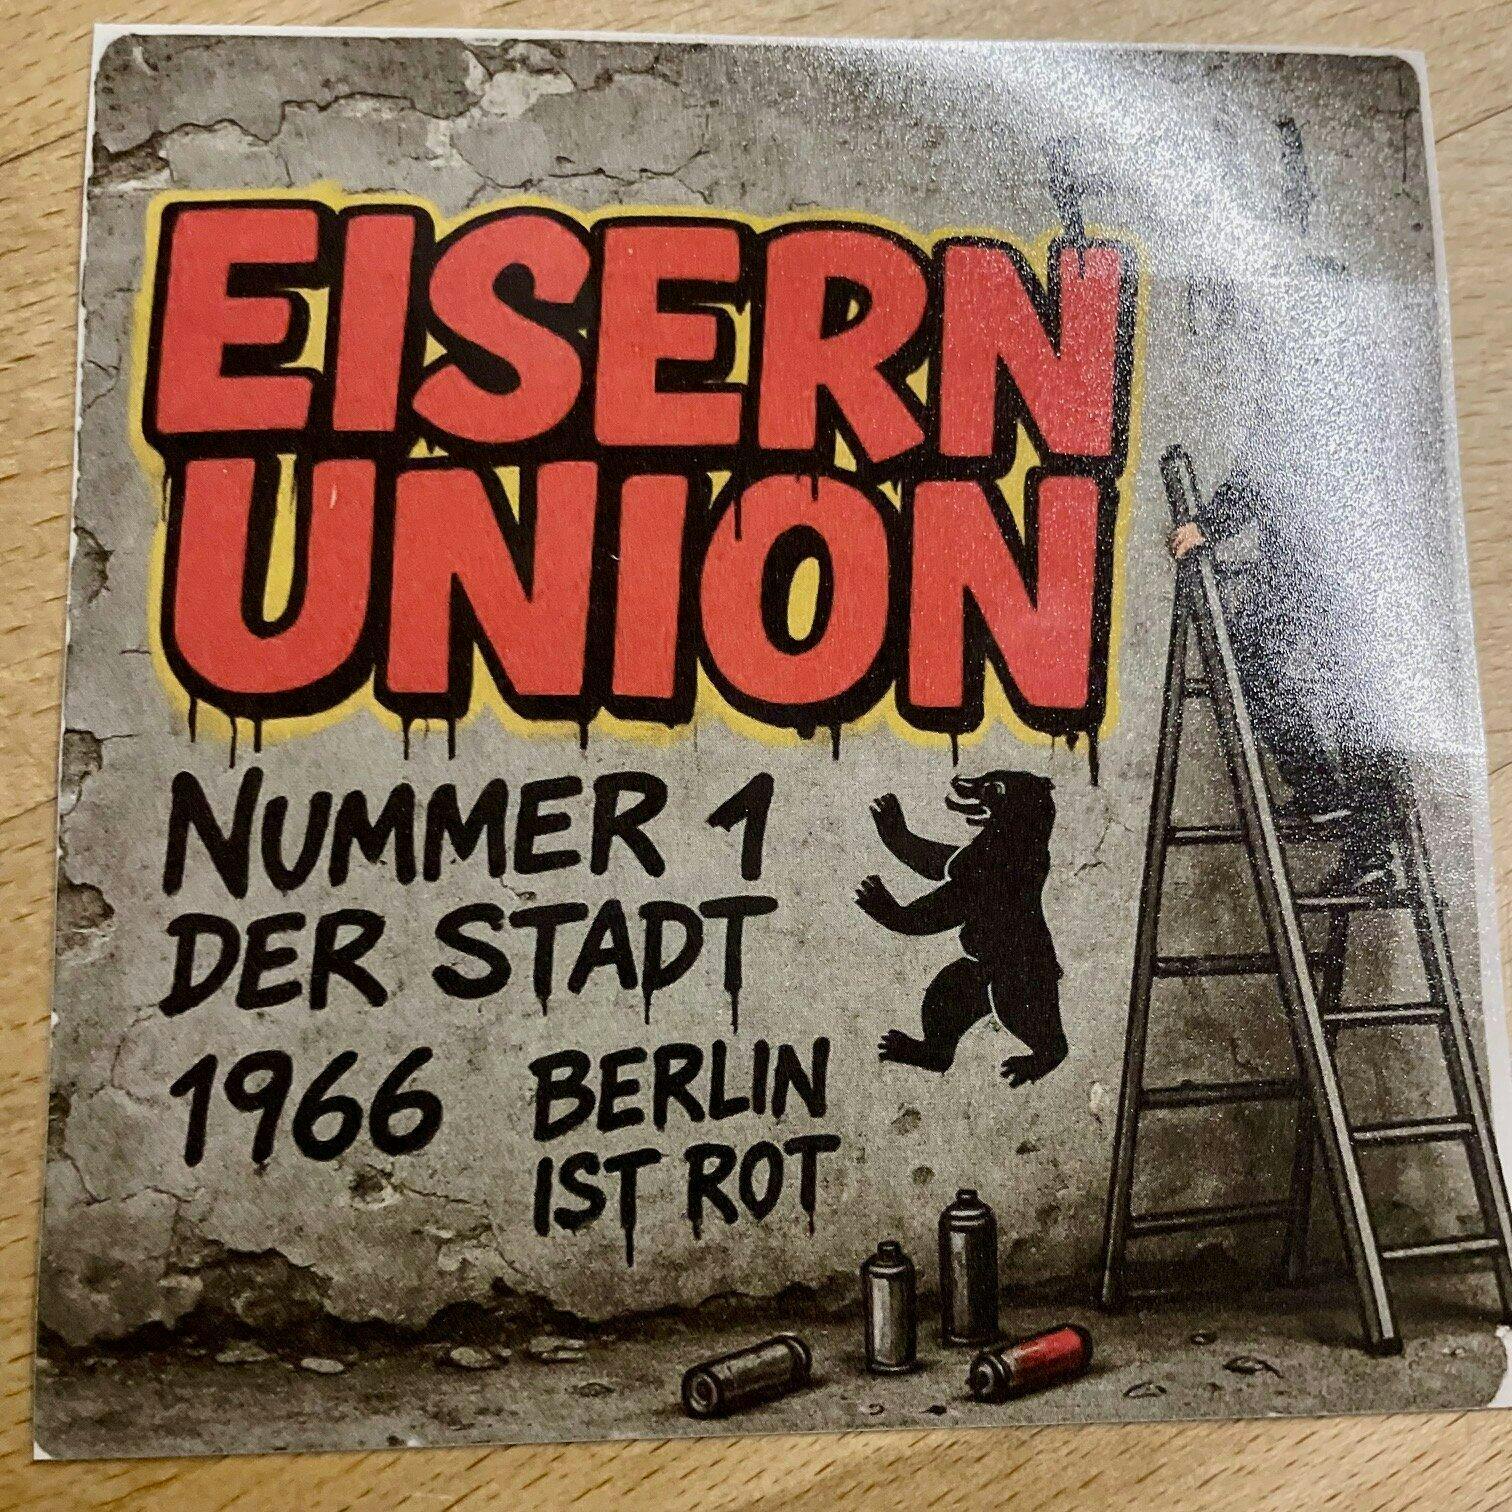 EISERN
UNION
NUMMER 1
DER STADT
1966
BERLIN
IST ROT